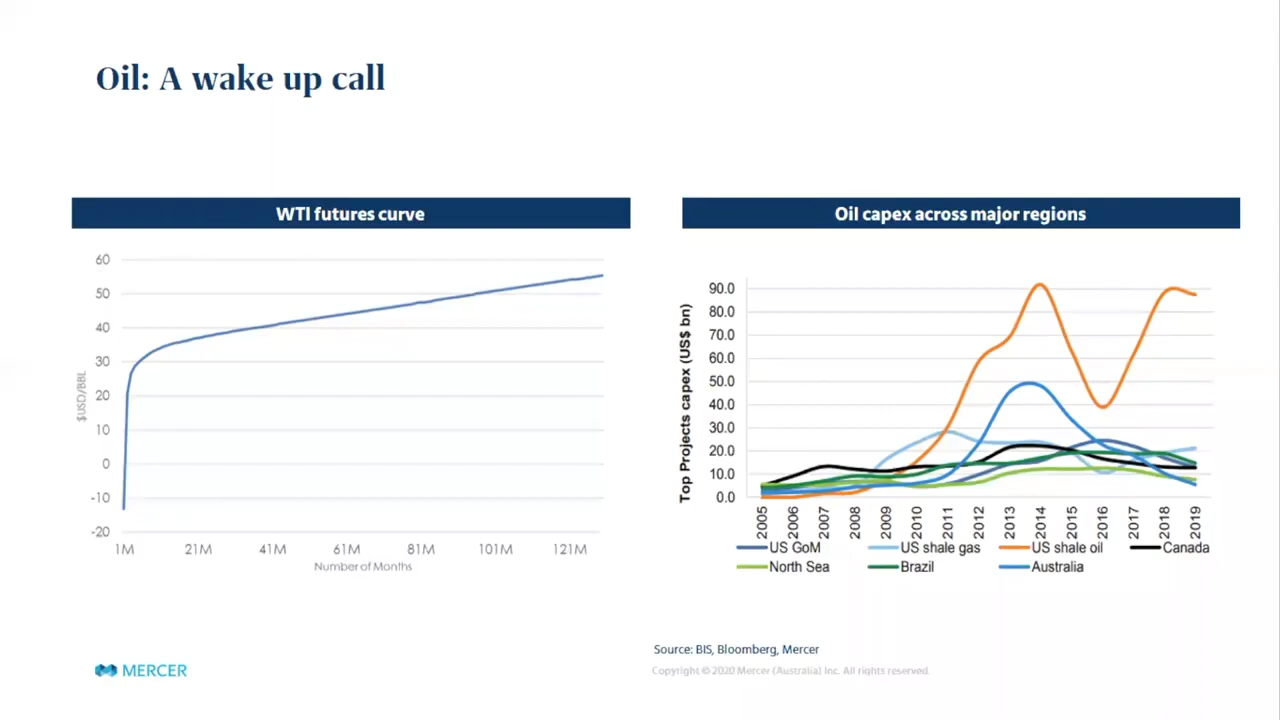 Oil: A wake up call
WTI futures curve
60
50
40
30
20
10
0
-10
-20
$USD/BBL
1M 21M 41M 61M 81M 101M 121M
Number of Months
Oil capex across major regions
Top Projects capex (US$ bn)
90.0
80.0
70.0
60.0
50.0
40.0
30.0
20.0
10.0
0.0
2005 2006 2007 2008 2009 2010 2011 2012 2013 2014 2015 2016 2017 2018 2019
US GoM US shale gas US shale oil Canada
North Sea Brazil Australia
Source: BIS, Bloomberg, Mercer
MERCER
Copyright © 2020 Mercer (Australia) Inc. All rights reserved.